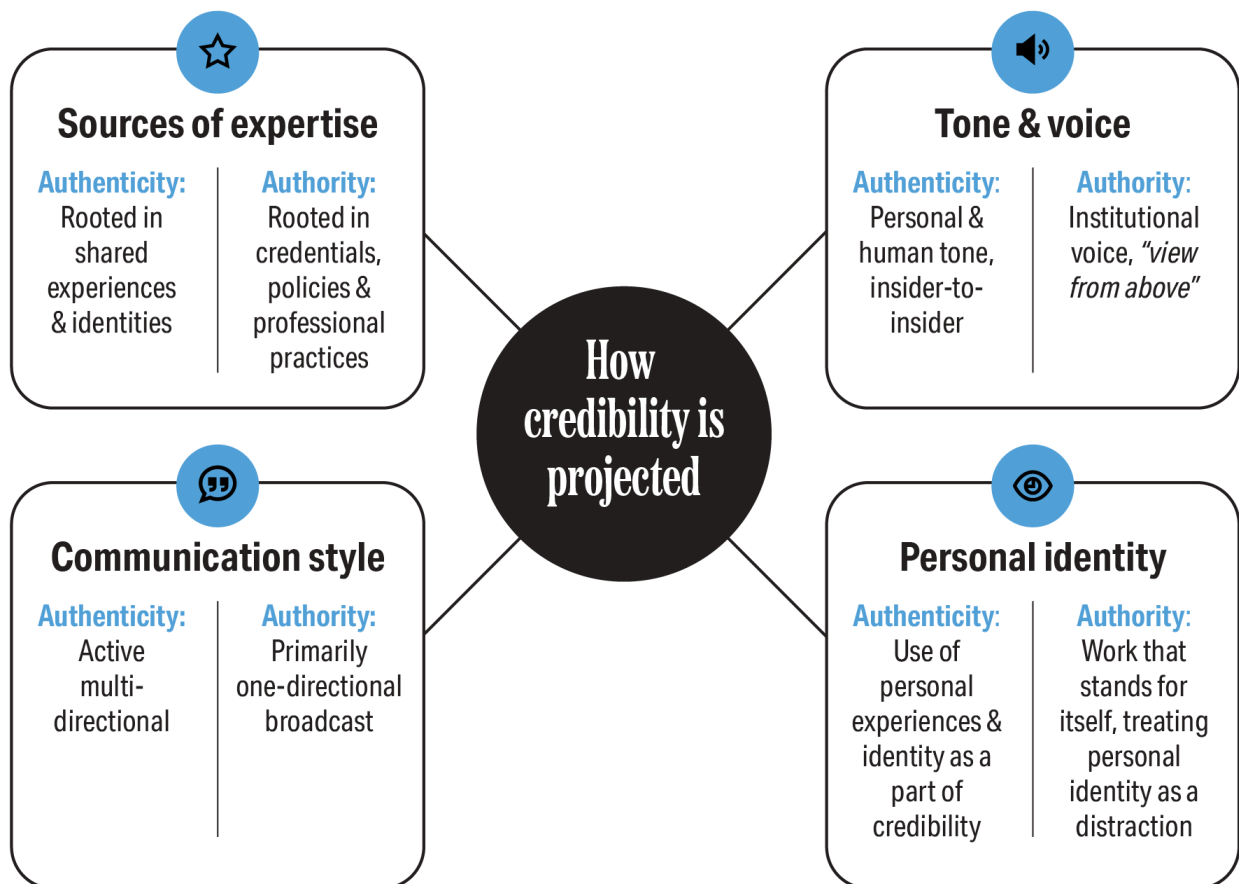 Sources of expertise
Authenticity:
Rooted in
shared
experiences
& identities
Authority:
Rooted in
credentials,
policies &
professional
practices
Tone & voice
Authenticity:
Personal &
human tone,
insider-to-
insider
Authority:
Institutional
voice, “view
from above”
How
credibility is
projected
Communication style
Authenticity:
Active
multi-
directional
Authority:
Primarily
one-directional
broadcast
Personal identity
Authenticity:
Use of
personal
experiences &
identity as a
part of
credibility
Authority:
Work that
stands for
itself, treating
personal
identity as a
distraction